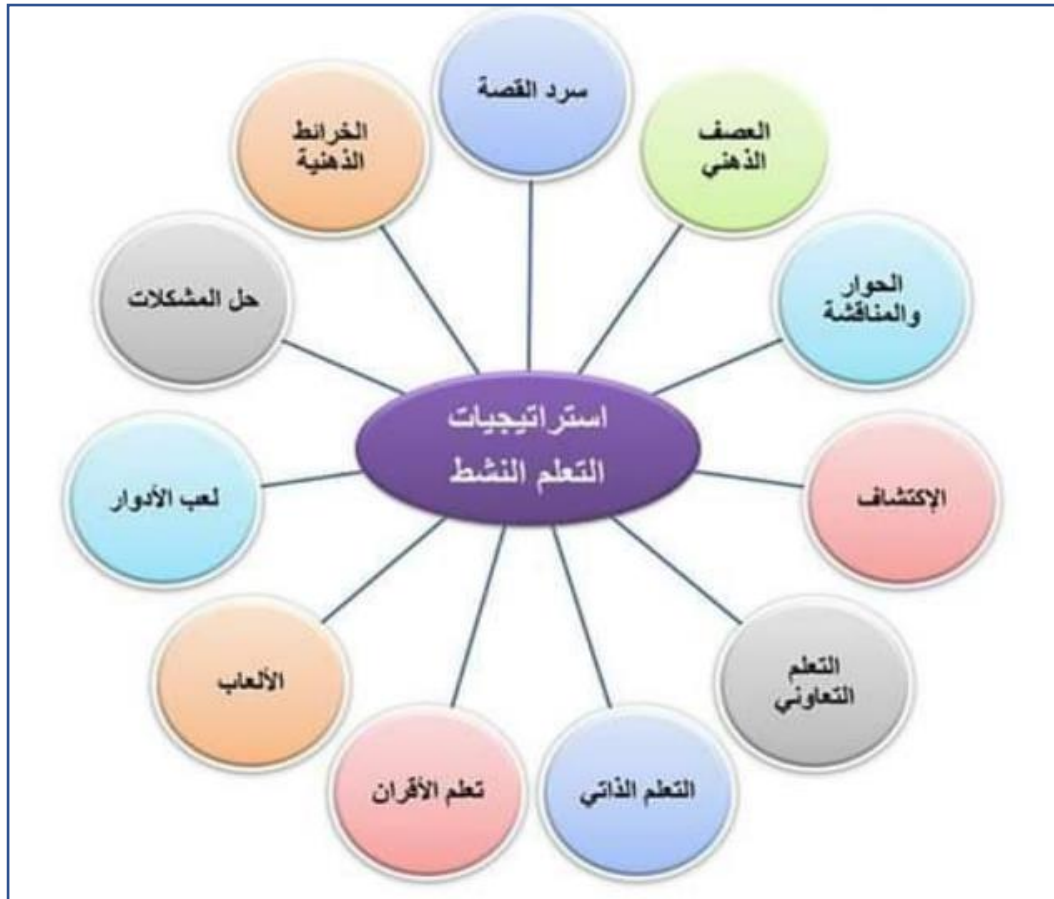 استراتيجيات
التعلم النشط
سرد القصة
العصف
الذهني
الحوار
والمناقشة
الإكتشاف
التعلم
التعاوني
التعلم الذاتي
تعلم الأقران
الألعاب
لعب الأدوار
حل المشكلات
الخرائط
الذهنية